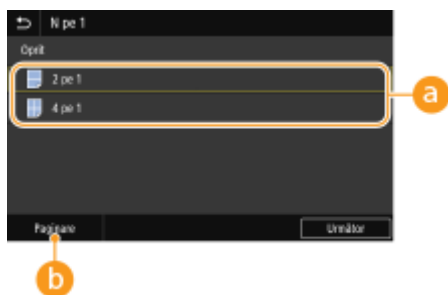 N pe 1
Oprit
2 pe 1
4 pe 1
a
Paginare
Următor
b